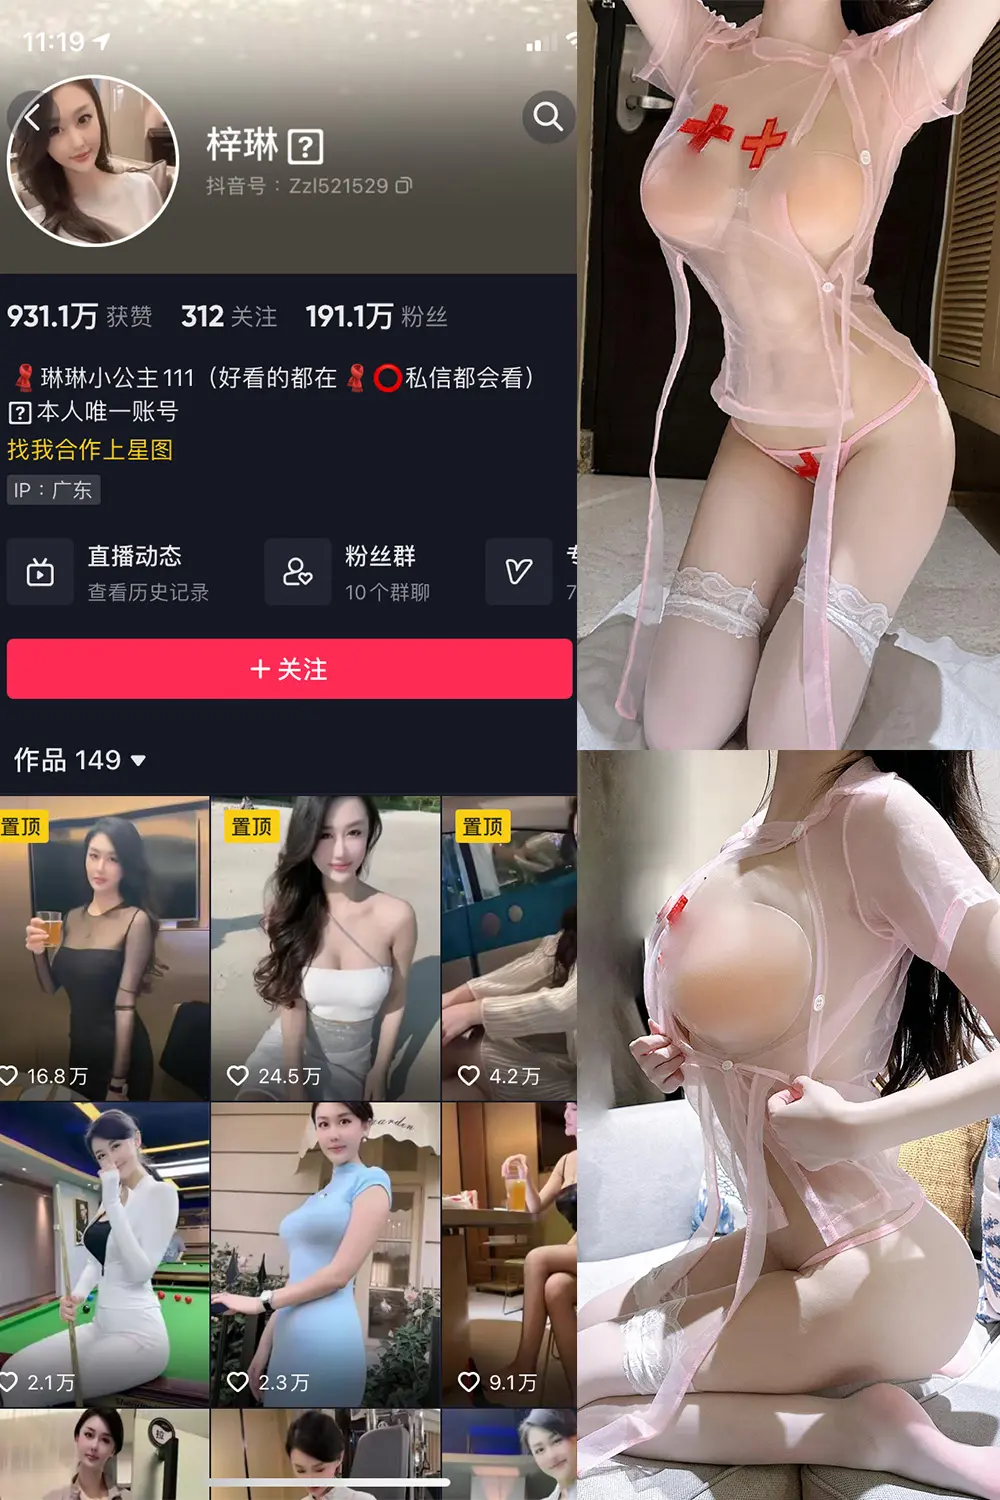 11:19
梓琳
抖音号：Zzl521529
931.1万 获赞 312 关注 191.1万 粉丝
琳琳小公主111（好看的都在 私信都会看）
本人唯一账号
找我合作上星图
IP：广东
直播动态
查看历史记录
粉丝群
10个群聊
7
+ 关注
作品 149
置顶
置顶
置顶
16.8万
24.5万
4.2万
2.1万
2.3万
9.1万